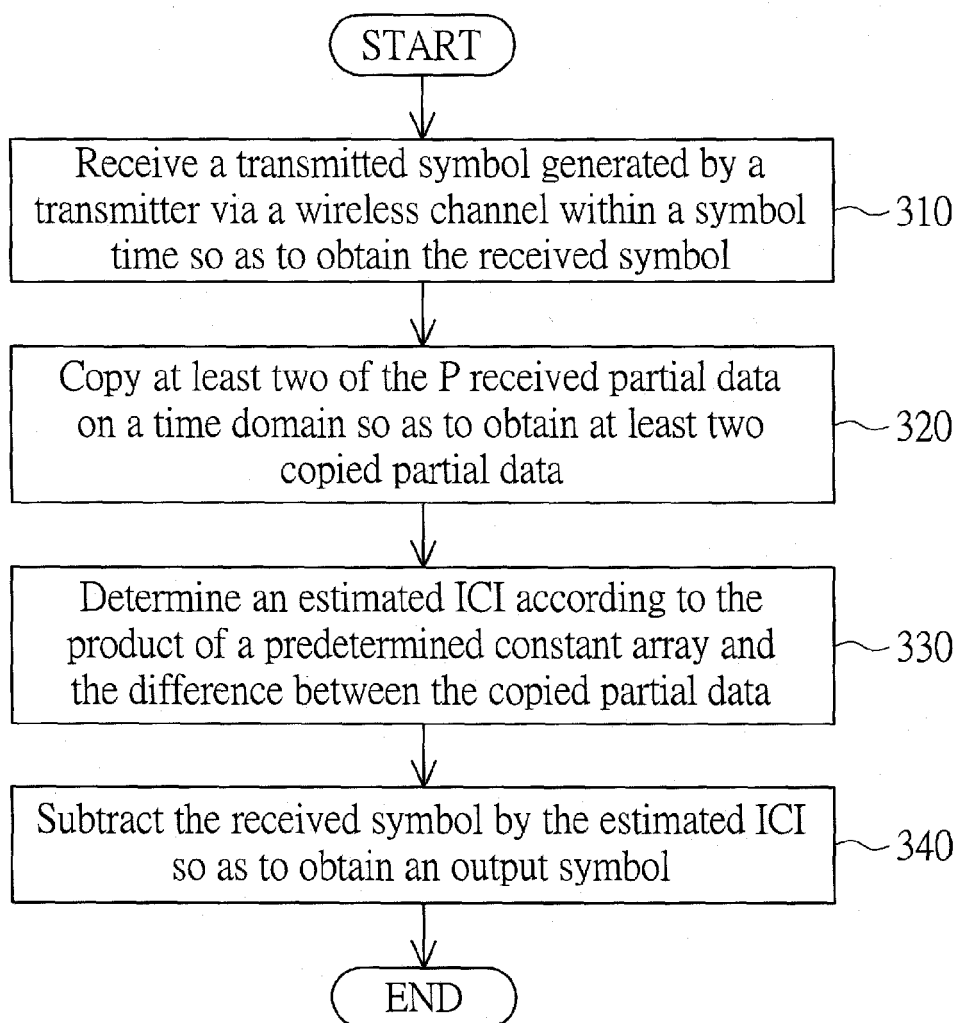 START
Receive a transmitted symbol generated by a
transmitter via a wireless channel within a symbol
time so as to obtain the received symbol
310
Copy at least two of the P received partial data
on a time domain so as to obtain at least two
copied partial data
320
Determine an estimated ICI according to the
product of a predetermined constant array and
the difference between the copied partial data
330
Subtract the received symbol by the estimated ICI
so as to obtain an output symbol
340
END